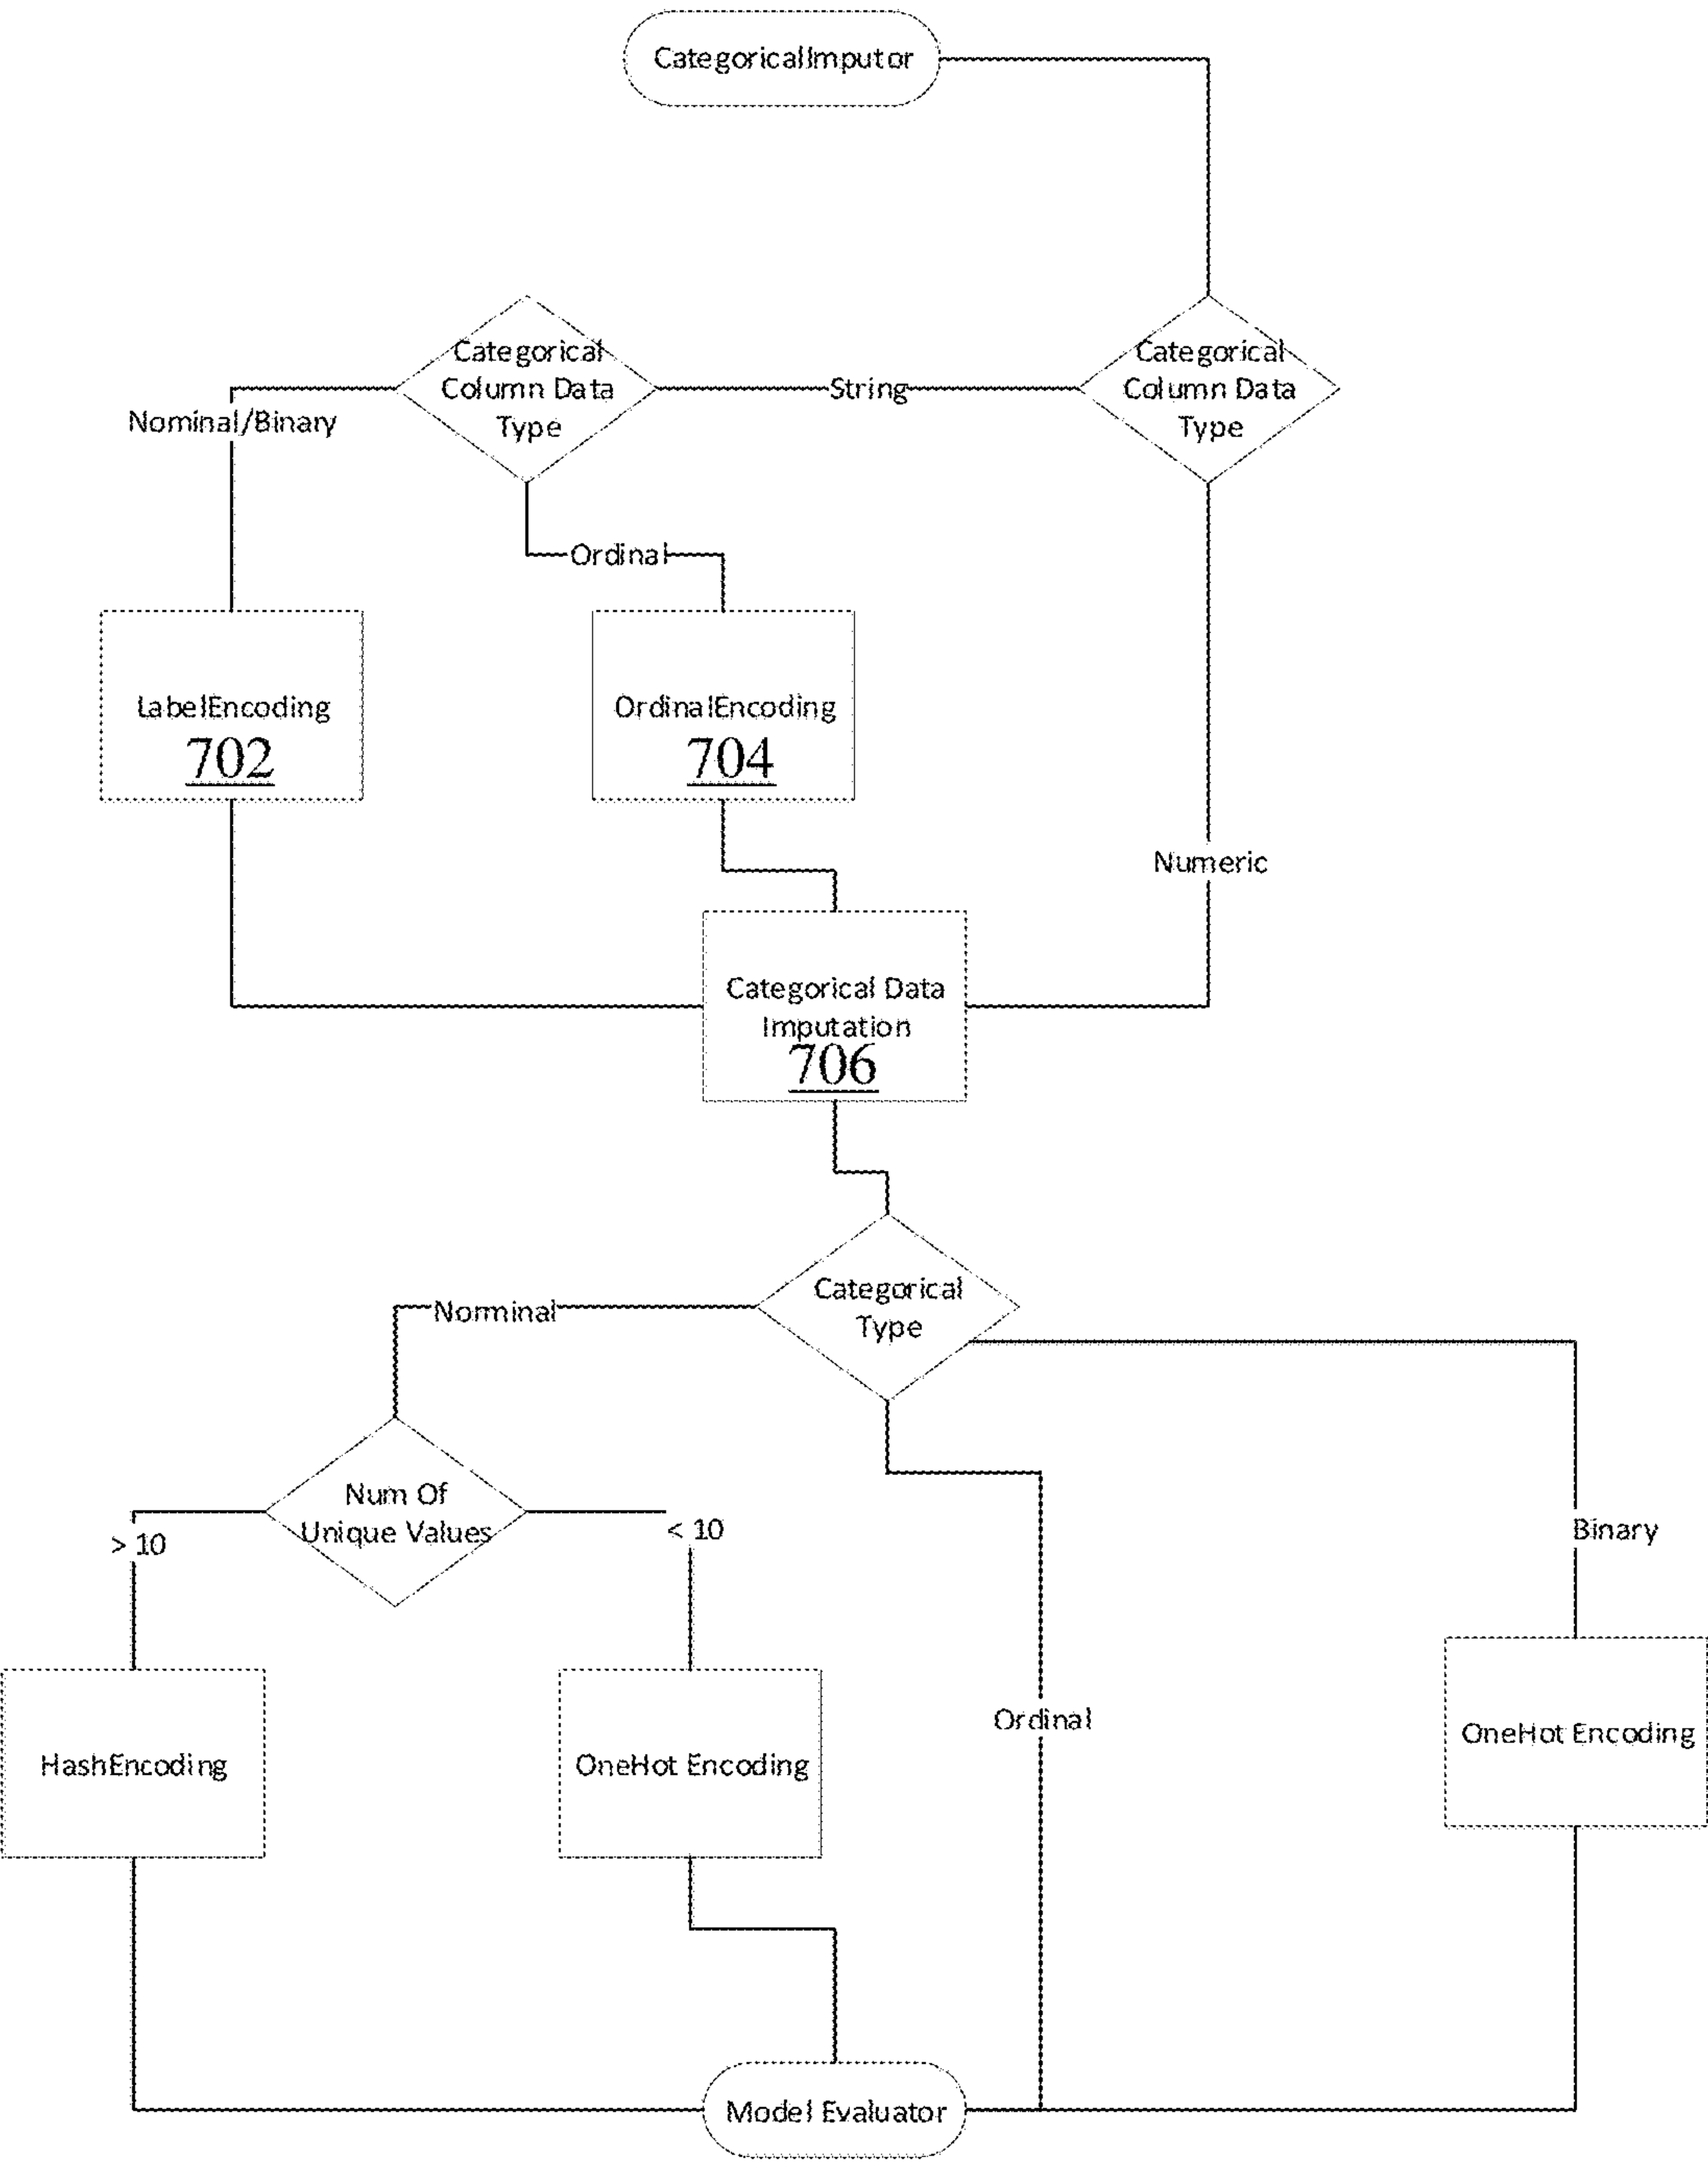 CategoricalImputor
Categorical
Column Data
Type
String
Categorical
Column Data
Type
Nominal/Binary
Ordinal
LabelEncoding
702
OrdinalEncoding
704
Numeric
Categorical Data
Imputation
706
Categorical
Type
Norminal
Num Of
Unique Values
> 10
< 10
Binary
HashEncoding
OneHot Encoding
Ordinal
OneHot Encoding
Model Evaluator